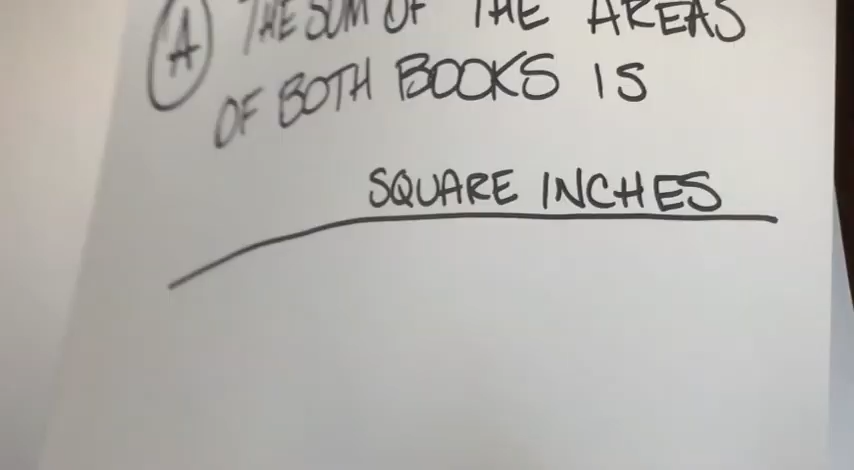 Ⓐ THE SUM OF THE AREAS
OF BOTH BOOKS IS
SQUARE INCHES